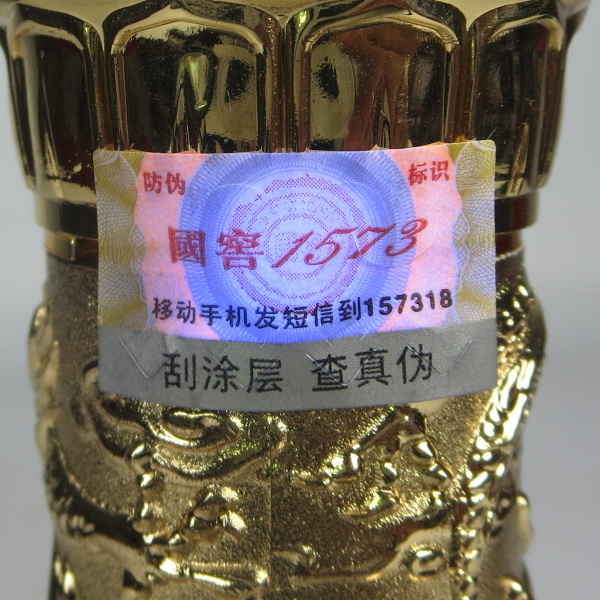 防伪 标识
國窖1573
移动手机发短信到157318
刮涂层 查真伪